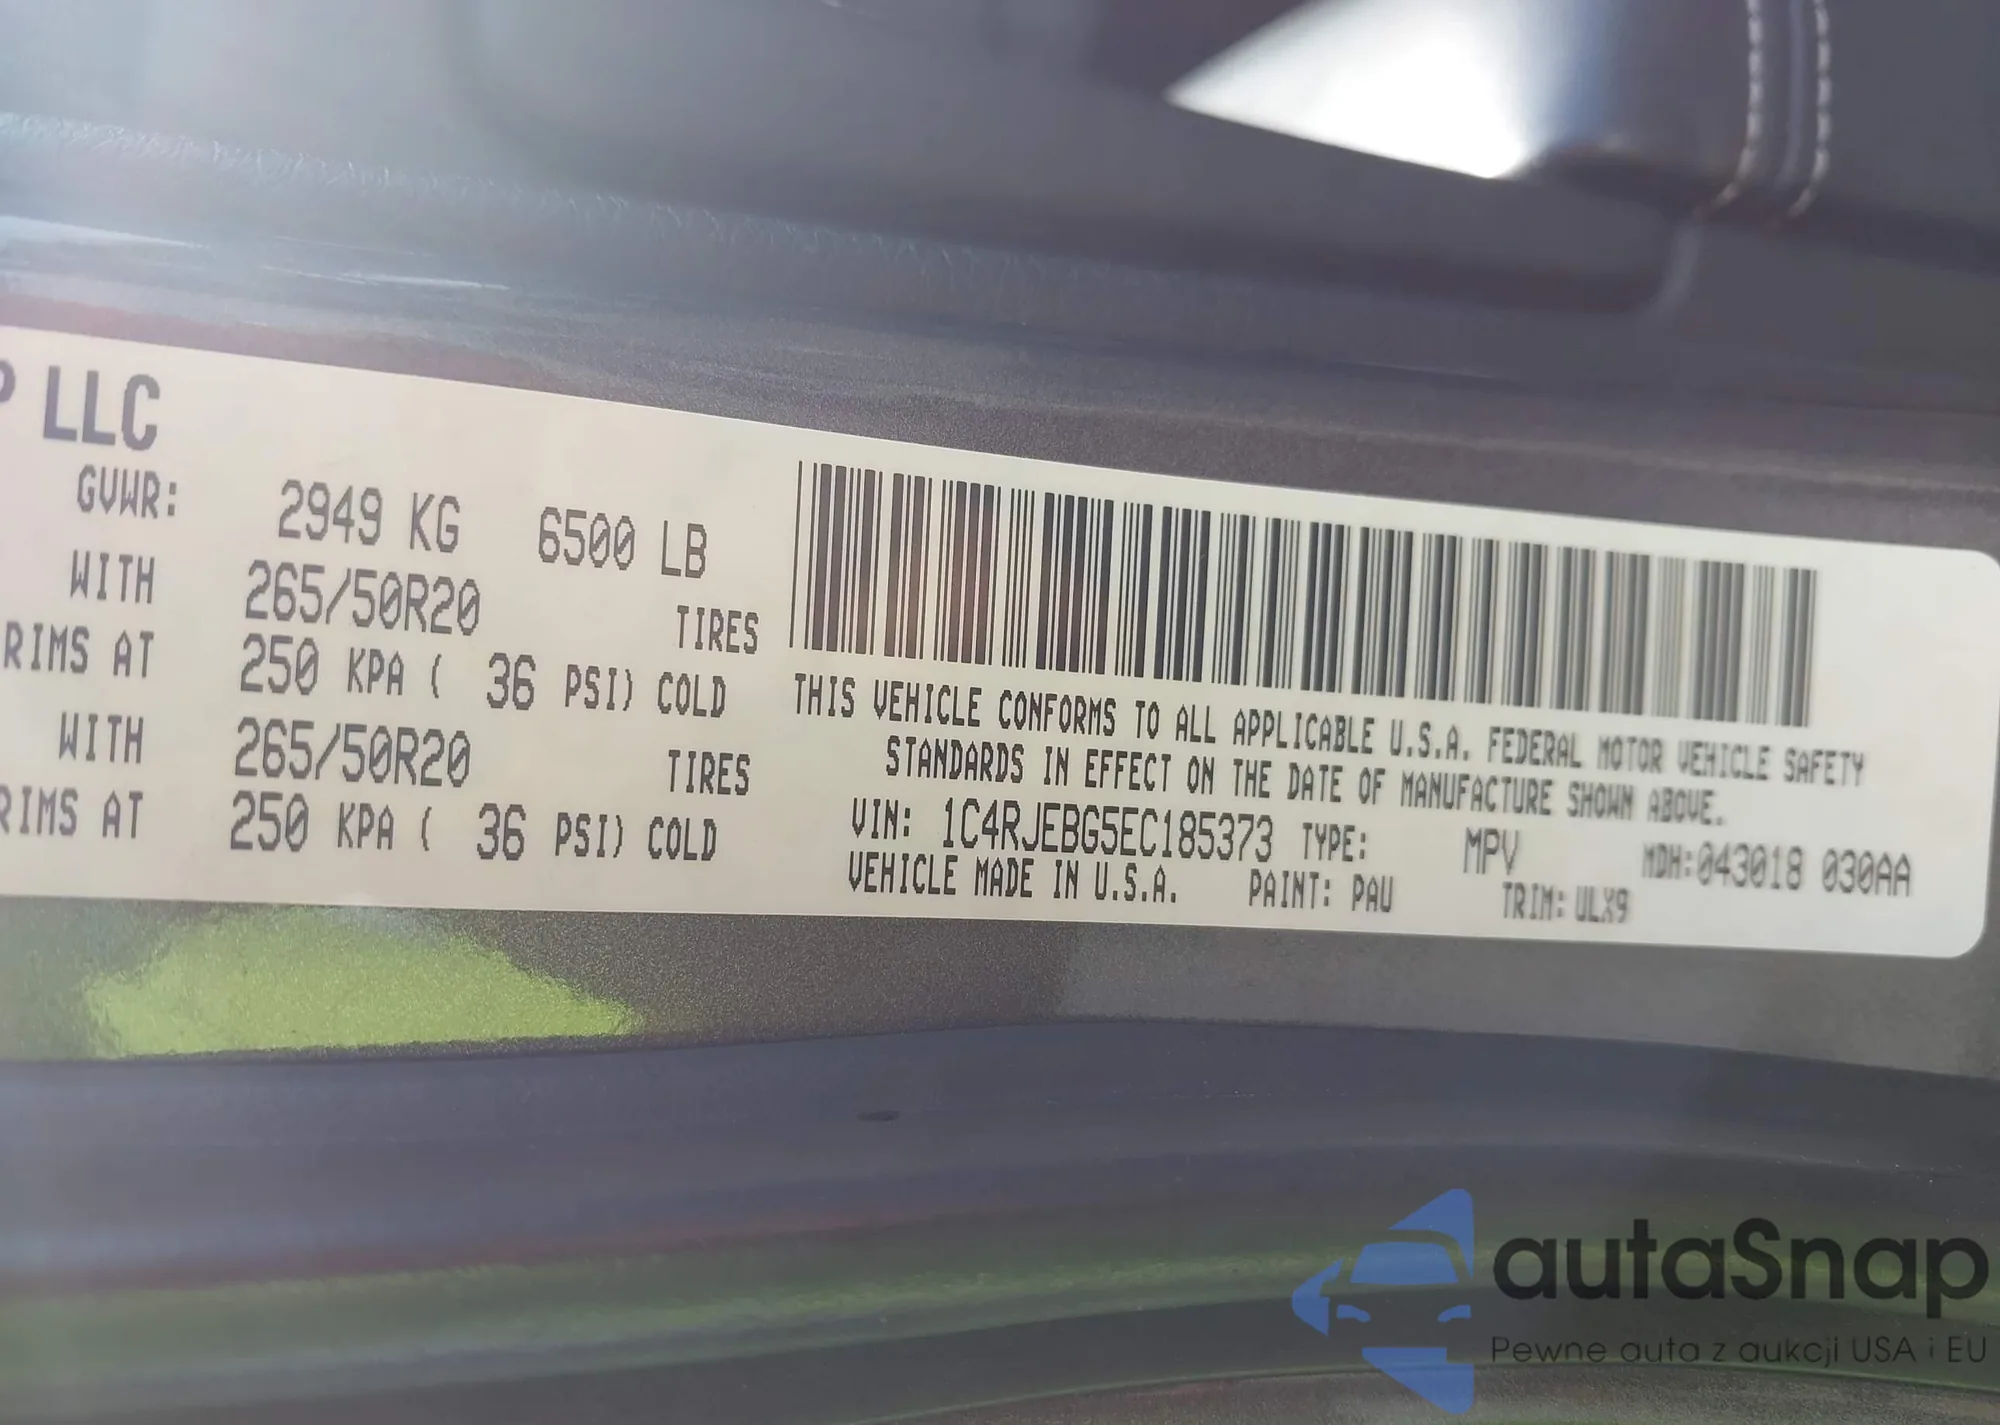 P LLC
GVWR: 2949 KG 6500 LB
WITH 265/50R20 TIRES
RIMS AT 250 KPA ( 36 PSI) COLD
WITH 265/50R20 TIRES
RIMS AT 250 KPA ( 36 PSI) COLD
THIS VEHICLE CONFORMS TO ALL APPLICABLE U.S.A. FEDERAL MOTOR VEHICLE SAFETY
STANDARDS IN EFFECT ON THE DATE OF MANUFACTURE SHOWN ABOVE.
VIN: 1C4RJEBG5EC185373 TYPE: MPV MDH:043018 030AA
VEHICLE MADE IN U.S.A. PAINT: PAU TRIM: ULX9
autaSnap
Pewne auta z aukcji USA i EU